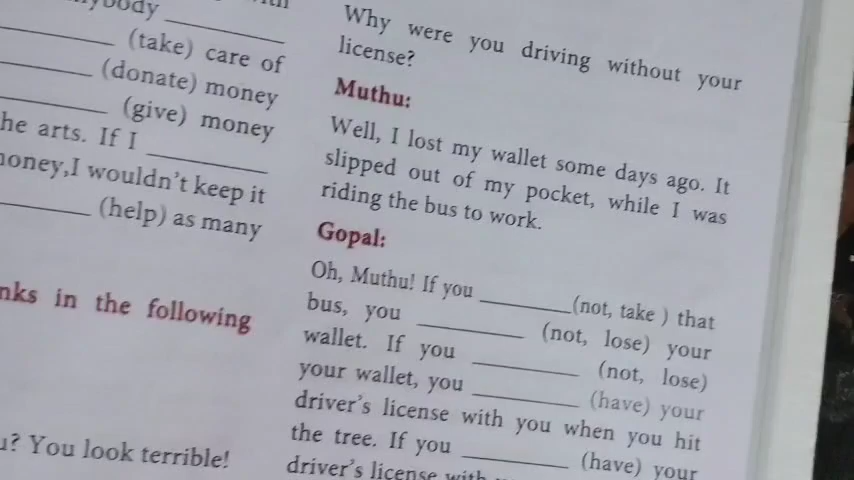 (take) care of
(donate) money
(give) money
he arts. If I ________
oney,I wouldn't keep it
________ (help) as many
nks in the following
? You look terrible!
Why were you driving without your
license?
Muthu:
Well, I lost my wallet some days ago. It
slipped out of my pocket, while I was
riding the bus to work.
Gopal:
Oh, Muthu! If you ________(not, take ) that
bus, you ________ (not, lose) your
wallet. If you ________ (not, lose)
your wallet, you ________ (have) your
driver's license with you when you hit
the tree. If you ________ (have) your
driver's license with